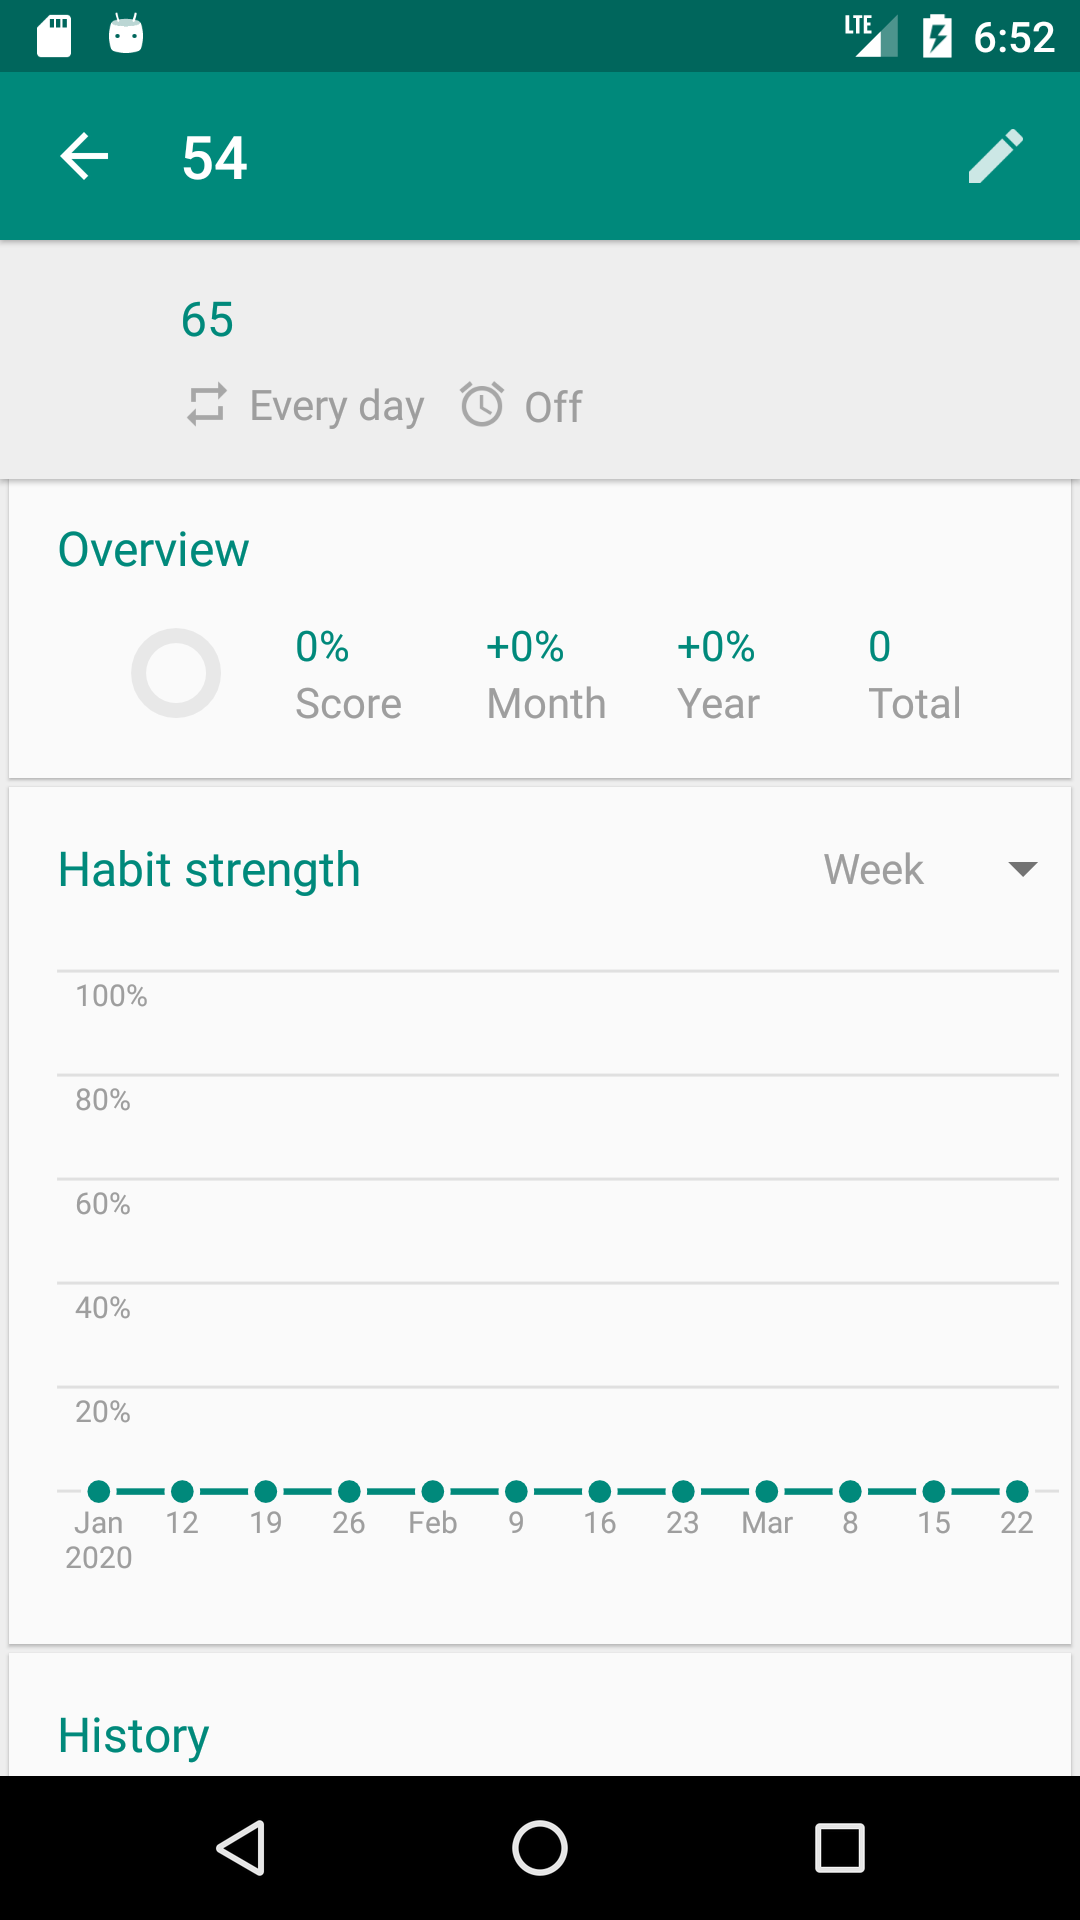 LTE 6:52
54
65
Every day Off
Overview
0% +0% +0% 0
Score Month Year Total
Habit strength Week
100%
80%
60%
40%
20%
Jan 12 19 26 Feb 9 16 23 Mar 8 15 22
2020
History